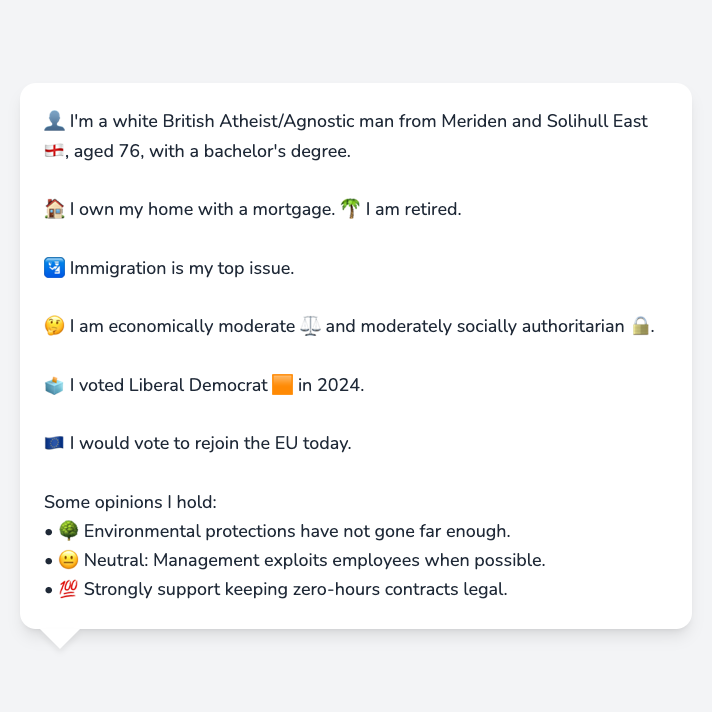 👤 I'm a white British Atheist/Agnostic man from Meriden and Solihull East
🏴󠁧󠁢󠁥󠁮󠁧󠁿, aged 76, with a bachelor's degree.
🏠 I own my home with a mortgage. 🌴 I am retired.
🛂 Immigration is my top issue.
🤔 I am economically moderate ⚖️ and moderately socially authoritarian 🔒.
🗳️ I voted Liberal Democrat 🟧 in 2024.
🇪🇺 I would vote to rejoin the EU today.
Some opinions I hold:
• 🌳 Environmental protections have not gone far enough.
• 😐 Neutral: Management exploits employees when possible.
• 💯 Strongly support keeping zero-hours contracts legal.